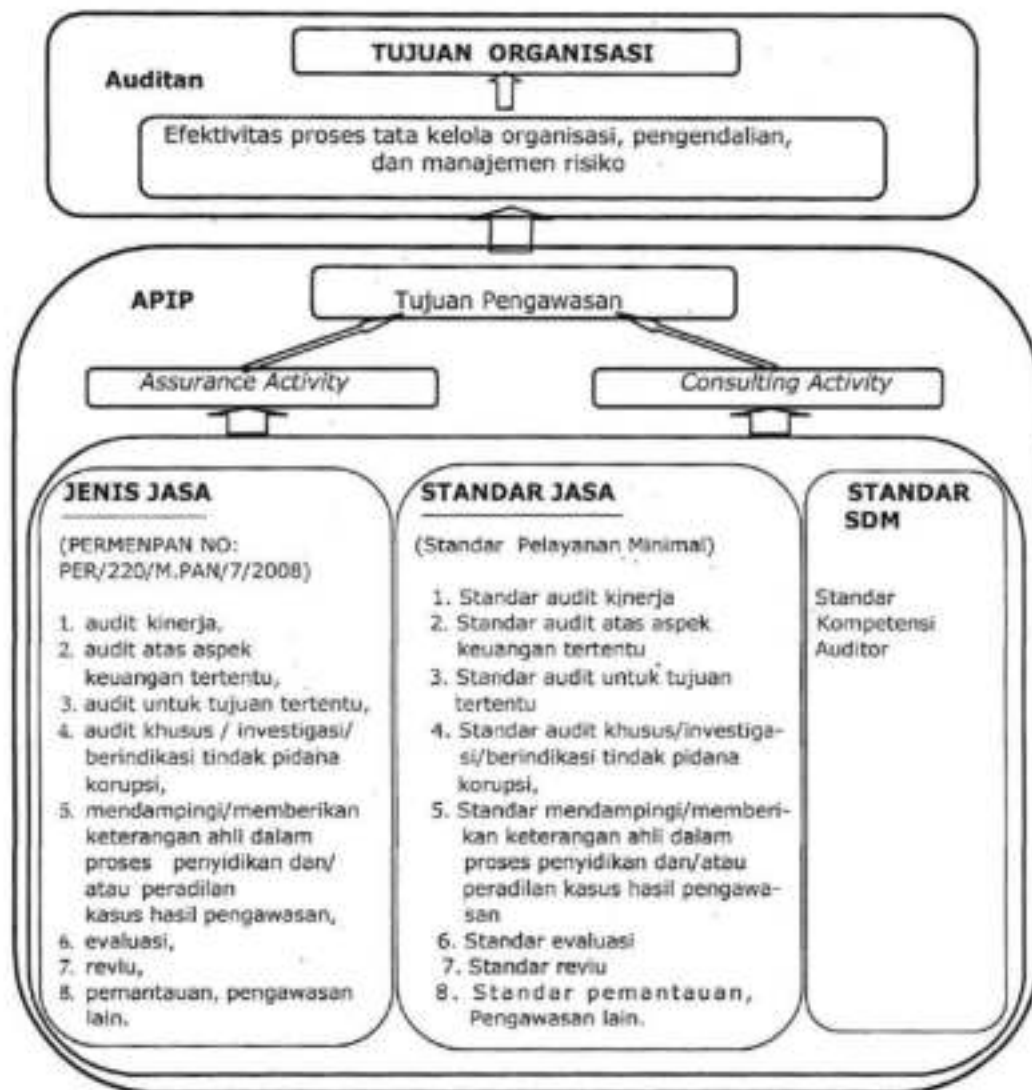 TUJUAN ORGANISASI
Auditan
Efektivitas proses tata kelola organisasi, pengendalian,
dan manajemen risiko
APIP
Tujuan Pengawasan
Assurance Activity
Consulting Activity
JENIS JASA
(PERMENPAN NO:
PER/220/M.PAN/7/2008)
1. audit kinerja,
2. audit atas aspek
keuangan tertentu,
3. audit untuk tujuan tertentu,
4. audit khusus / investigasi/
berindikasi tindak pidana
korupsi,
5. mendampingi/memberikan
keterangan ahli dalam
proses penyidikan dan/
atau peradilan
kasus hasil pengawasan,
6. evaluasi,
7. reviu,
8. pemantauan, pengawasan
lain.
STANDAR JASA
(Standar Pelayanan Minimal)
1. Standar audit kinerja
2. Standar audit atas aspek
keuangan tertentu
3. Standar audit untuk tujuan
tertentu
4. Standar audit khusus/investiga-
si/berindikasi tindak pidana
korupsi,
5. Standar mendampingi/memberi-
kan keterangan ahli dalam
proses penyidikan dan/atau
peradilan kasus hasil pengawa-
san
6. Standar evaluasi
7. Standar reviu
8. Standar pemantauan,
Pengawasan lain.
STANDAR
SDM
Standar
Kompetensi
Auditor